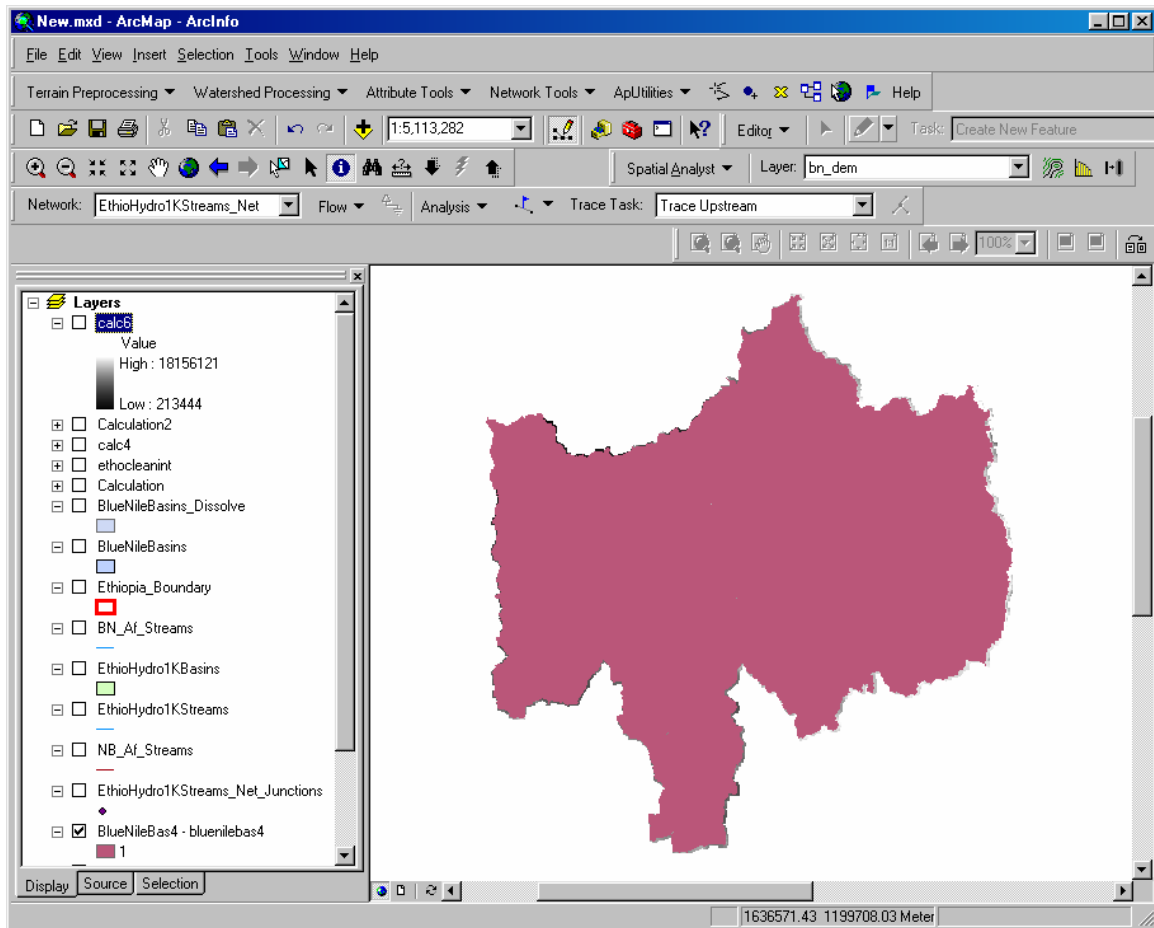 New.mxd - ArcMap - ArcInfo
File Edit View Insert Selection Tools Window Help
Terrain Preprocessing Watershed Processing Attribute Tools Network Tools ApUtilities Help
1:5,113,282 Editor Task: Create New Feature
Spatial Analyst Layer: bn_dem
Network: EthioHydro1KStreams_Net Flow Analysis Trace Task: Trace Upstream
1:1 100%
Layers
calc6
Value
High : 18156121
Low : 213444
Calculation2
calc4
ethocleanint
Calculation
BlueNileBasins_Dissolve
BlueNileBasins
Ethiopia_Boundary
BN_Af_Streams
EthioHydro1KBasins
EthioHydro1KStreams
NB_Af_Streams
EthioHydro1KStreams_Net_Junctions
BlueNileBas4 - bluenilebas4
1
Display Source Selection
1636571.43 1199708.03 Meter